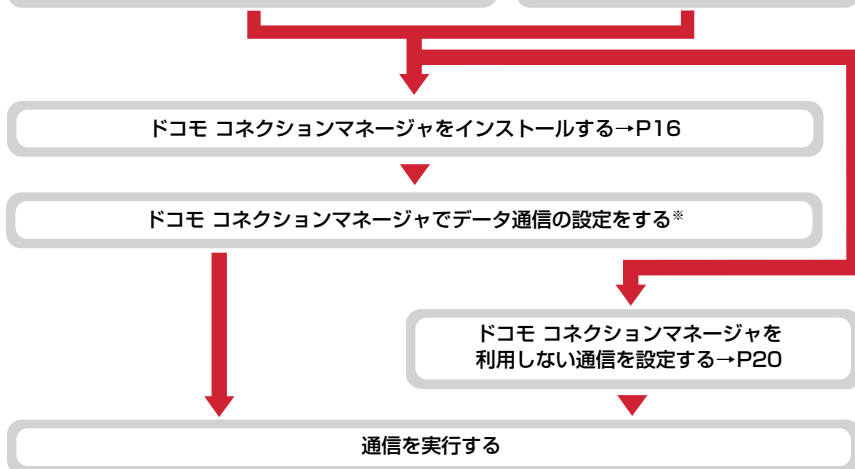 ドコモ コネクションマネージャをインストールする→P16
ドコモ コネクションマネージャでデータ通信の設定をする※
ドコモ コネクションマネージャを
利用しない通信を設定する→P20
通信を実行する